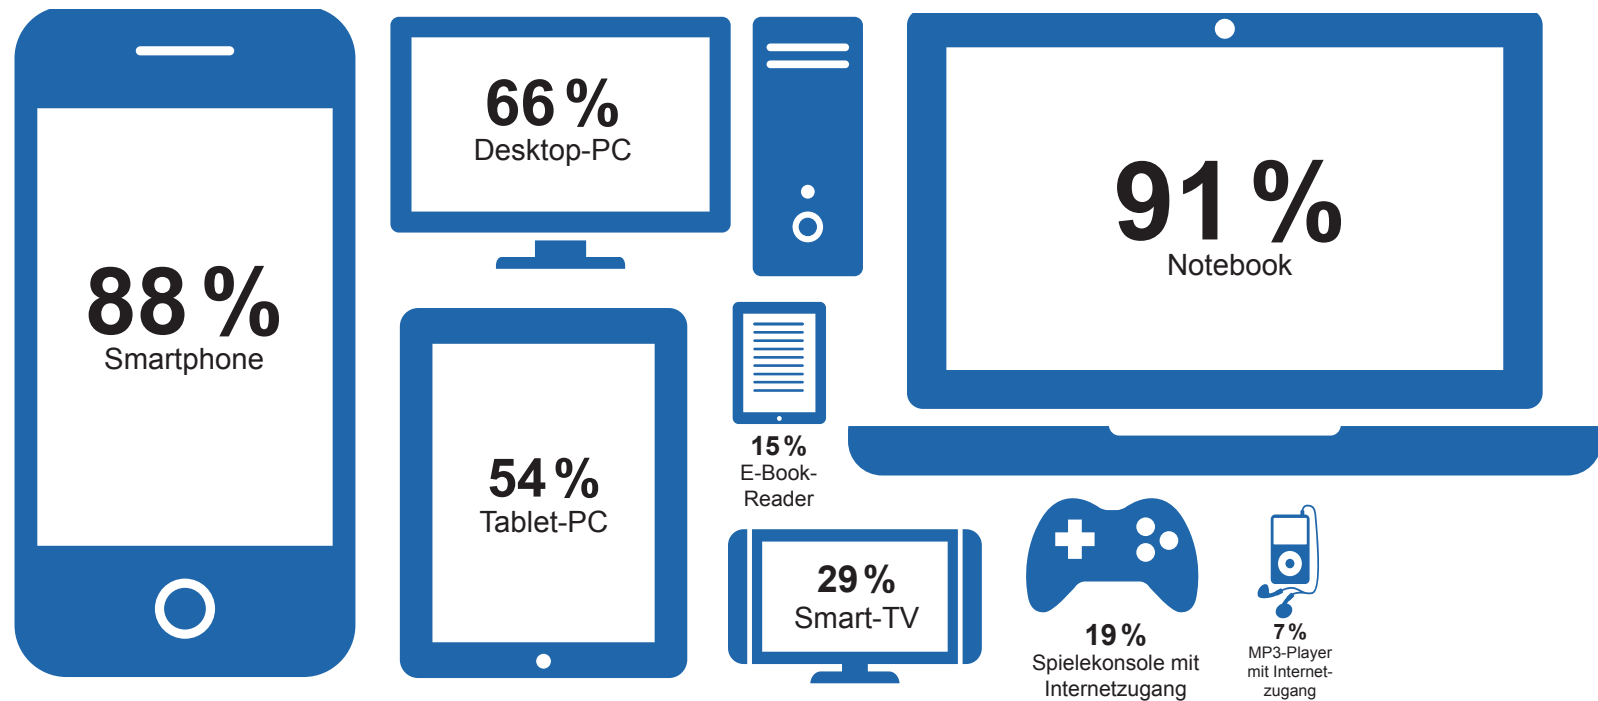 88 %
Smartphone
66 %
Desktop-PC
91 %
Notebook
54 %
Tablet-PC
15 %
E-Book-
Reader
29 %
Smart-TV
19 %
Spielekonsole mit
Internetzugang
7 %
MP3-Player
mit Internet-
zugang